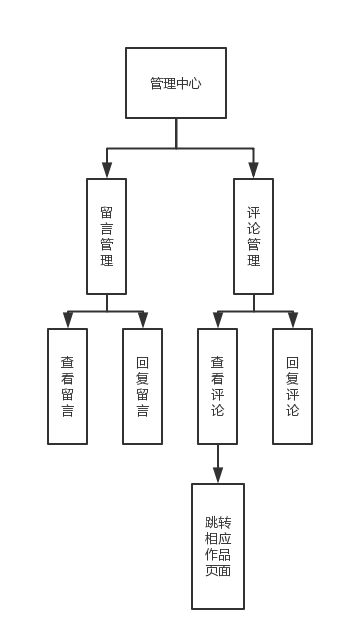 管理中心
留
言
管
理
评
论
管
理
查
看
留
言
回
复
留
言
查
看
评
论
回
复
评
论
跳转
相应
作品
页面